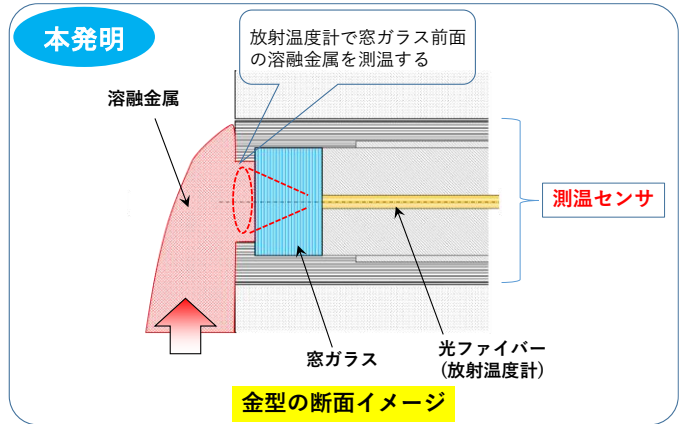 本発明
放射温度計で窓ガラス前面
の溶融金属を測温する
溶融金属
測温センサ
窓ガラス
光ファイバー
(放射温度計)
金型の断面イメージ